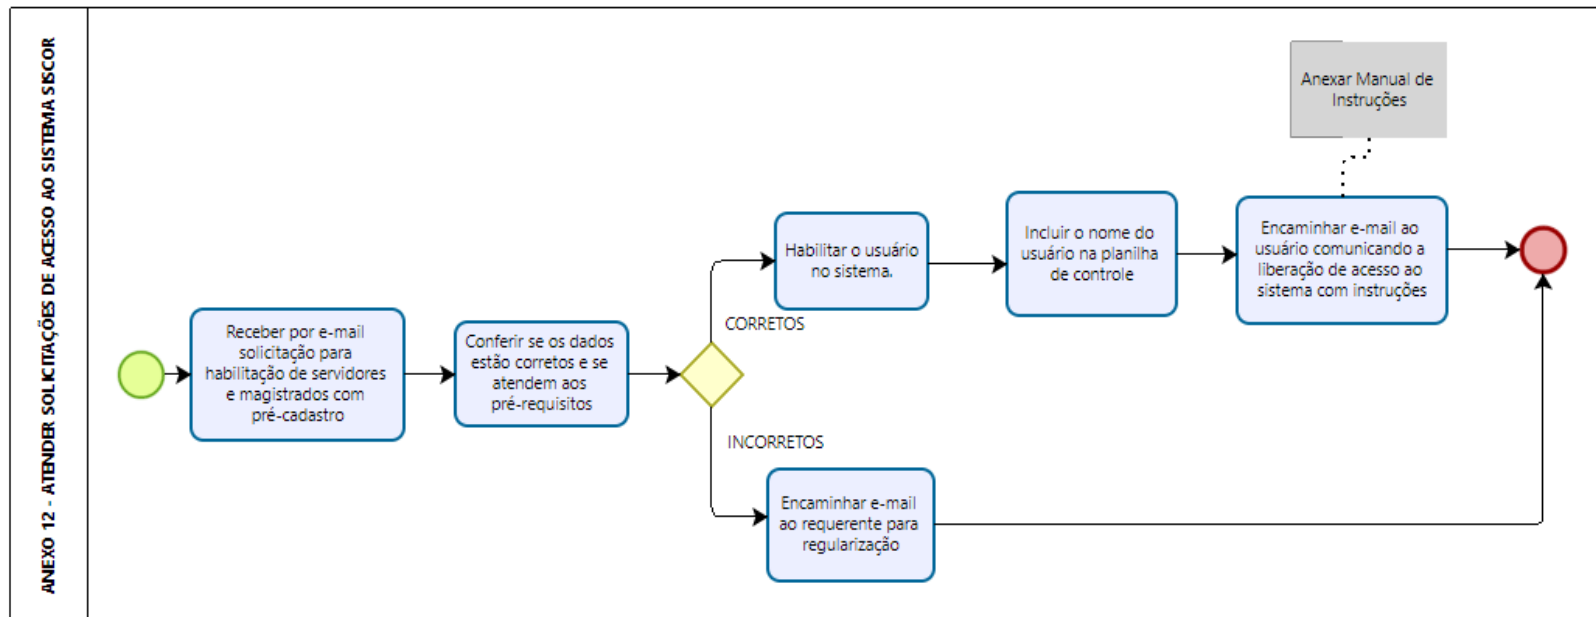 ANEXO 12 - ATENDER SOLICITAÇÕES DE ACESSO AO SISTEMA SISCOR
Receber por e-mail
solicitação para
habilitação de servidores
e magistrados com
pré-cadastro
Conferir se os dados
estão corretos e se
atendem aos
pré-requisitos
CORRETOS
Habilitar o usuário
no sistema.
Incluir o nome do
usuário na planilha
de controle
Encaminhar e-mail ao
usuário comunicando a
liberação de acesso ao
sistema com instruções
Anexar Manual de
Instruções
INCORRETOS
Encaminhar e-mail
ao requerente para
regularização